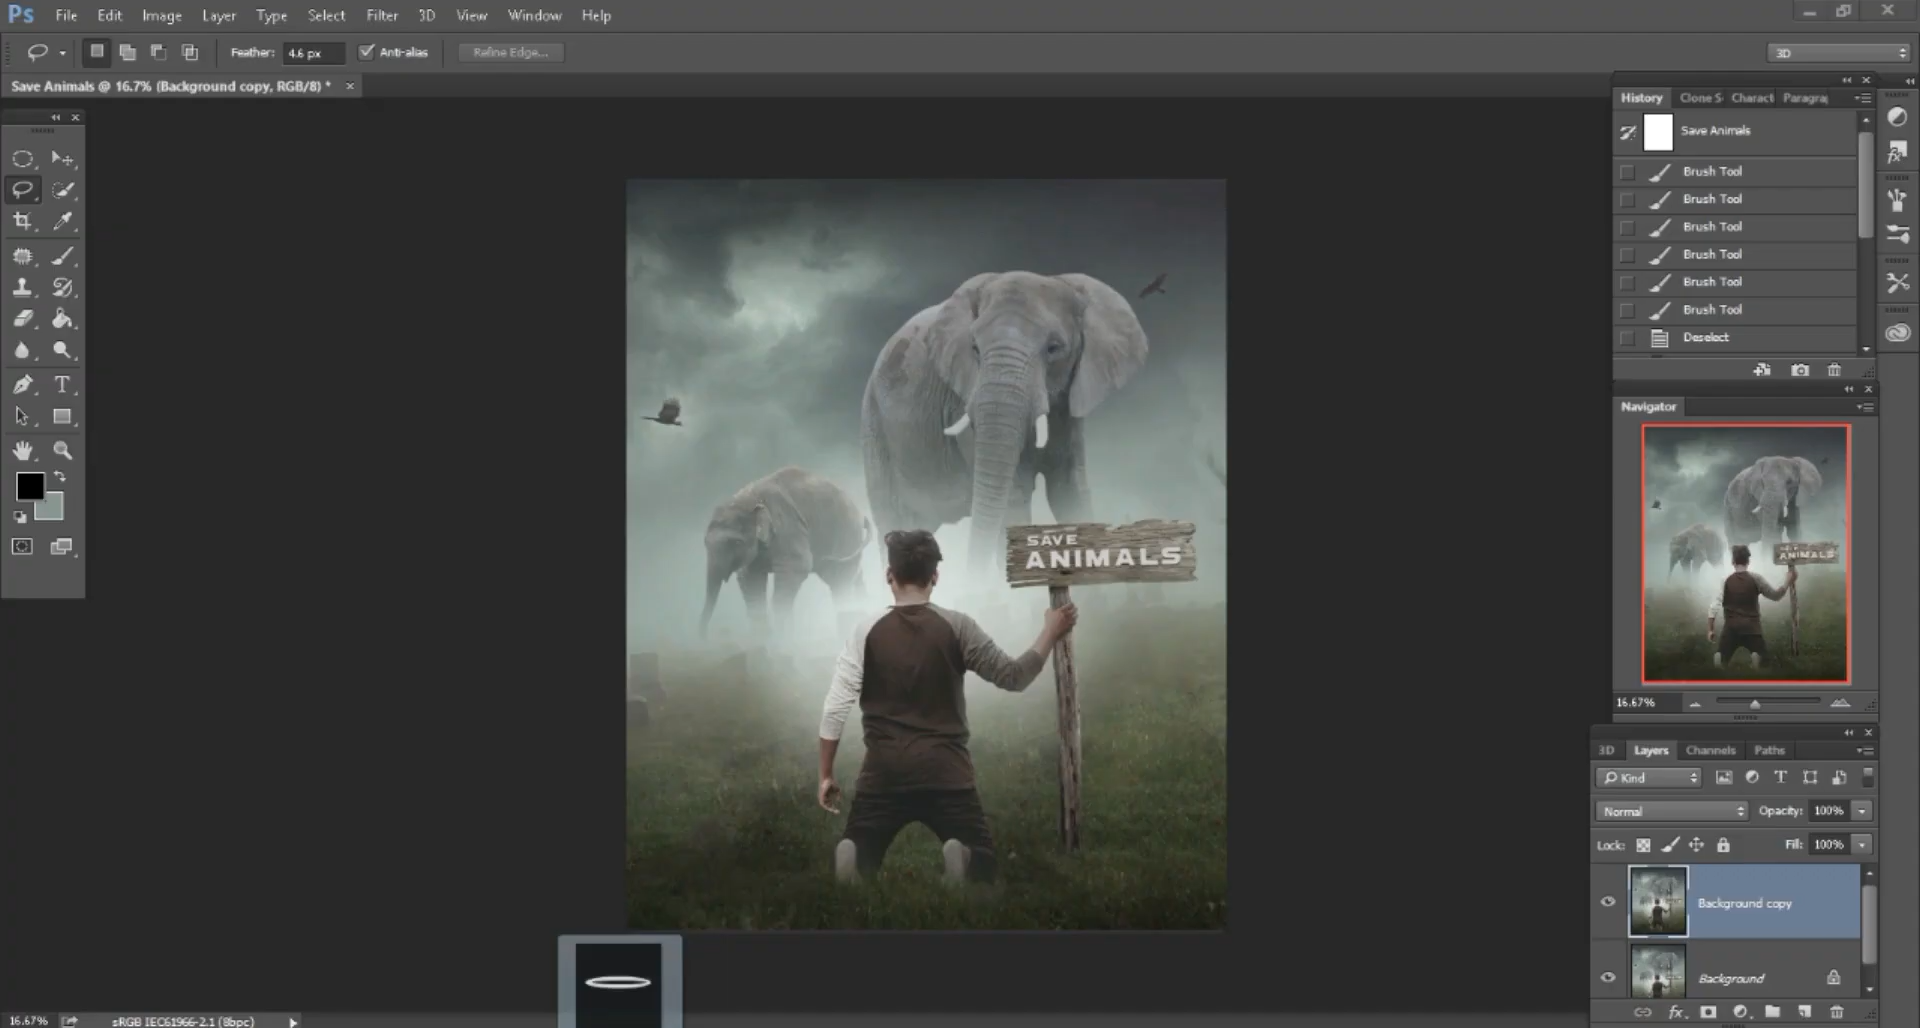 Ps File Edit Image Layer Type Select Filter 3D View Window Help
Feather: 4.6 px Anti-alias Refine Edge... 3D
Save Animals @ 16.7% (Background copy, RGB/8) * ×
History Clone S Charact Paragra
Save Animals
Brush Tool
Brush Tool
Brush Tool
Brush Tool
Brush Tool
Brush Tool
Deselect
Navigator
SAVE
ANIMALS
16.67%
3D Layers Channels Paths
Kind
Normal Opacity: 100%
Lock: Fill: 100%
Background copy
Background
16.67% sRGB IEC61966-2.1 (8bpc)